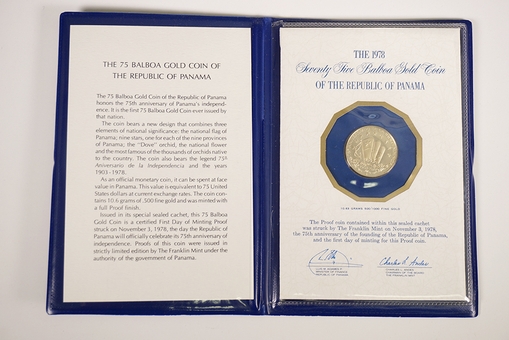 THE 75 BALBOA GOLD COIN OF
THE REPUBLIC OF PANAMA
The 75 Balboa Gold Coin of the Republic of Panama
honors the 75th anniversary of Panama's independ-
ence. It is the first 75 Balboa Gold Coin ever issued by
that nation.
The coin bears a new design that combines three
elements of national significance: the national flag of
Panama; nine stars, one for each of the nine provinces
of Panama; the "Dove" orchid, the national flower
and the most famous of the thousands of orchids native
to the country. The coin also bears the legend 75º
Aniversario de la Independencia and the years
1903-1978.
As an official monetary coin, it can be spent at face
value in Panama. This value is equivalent to 75 United
States dollars at current exchange rates. The coin con-
tains 10.6 grams of .500 fine gold and was minted with
a full Proof finish.
Issued in its special sealed cachet, this 75 Balboa
Gold Coin is a certified First Day of Minting Proof
struck on November 3, 1978, the day the Republic of
Panama will officially celebrate its 75th anniversary of
independence. Proofs of this coin were issued in
strictly limited edition by The Franklin Mint under the
authority of the government of Panama.
THE 1978
Seventy Five Balboa Gold Coin
OF THE REPUBLIC OF PANAMA
The Proof coin contained within this sealed cachet
was struck by The Franklin Mint on November 3, 1978,
the 75th anniversary of the founding of the Republic of Panama,
and the first day of minting for this Proof coin.